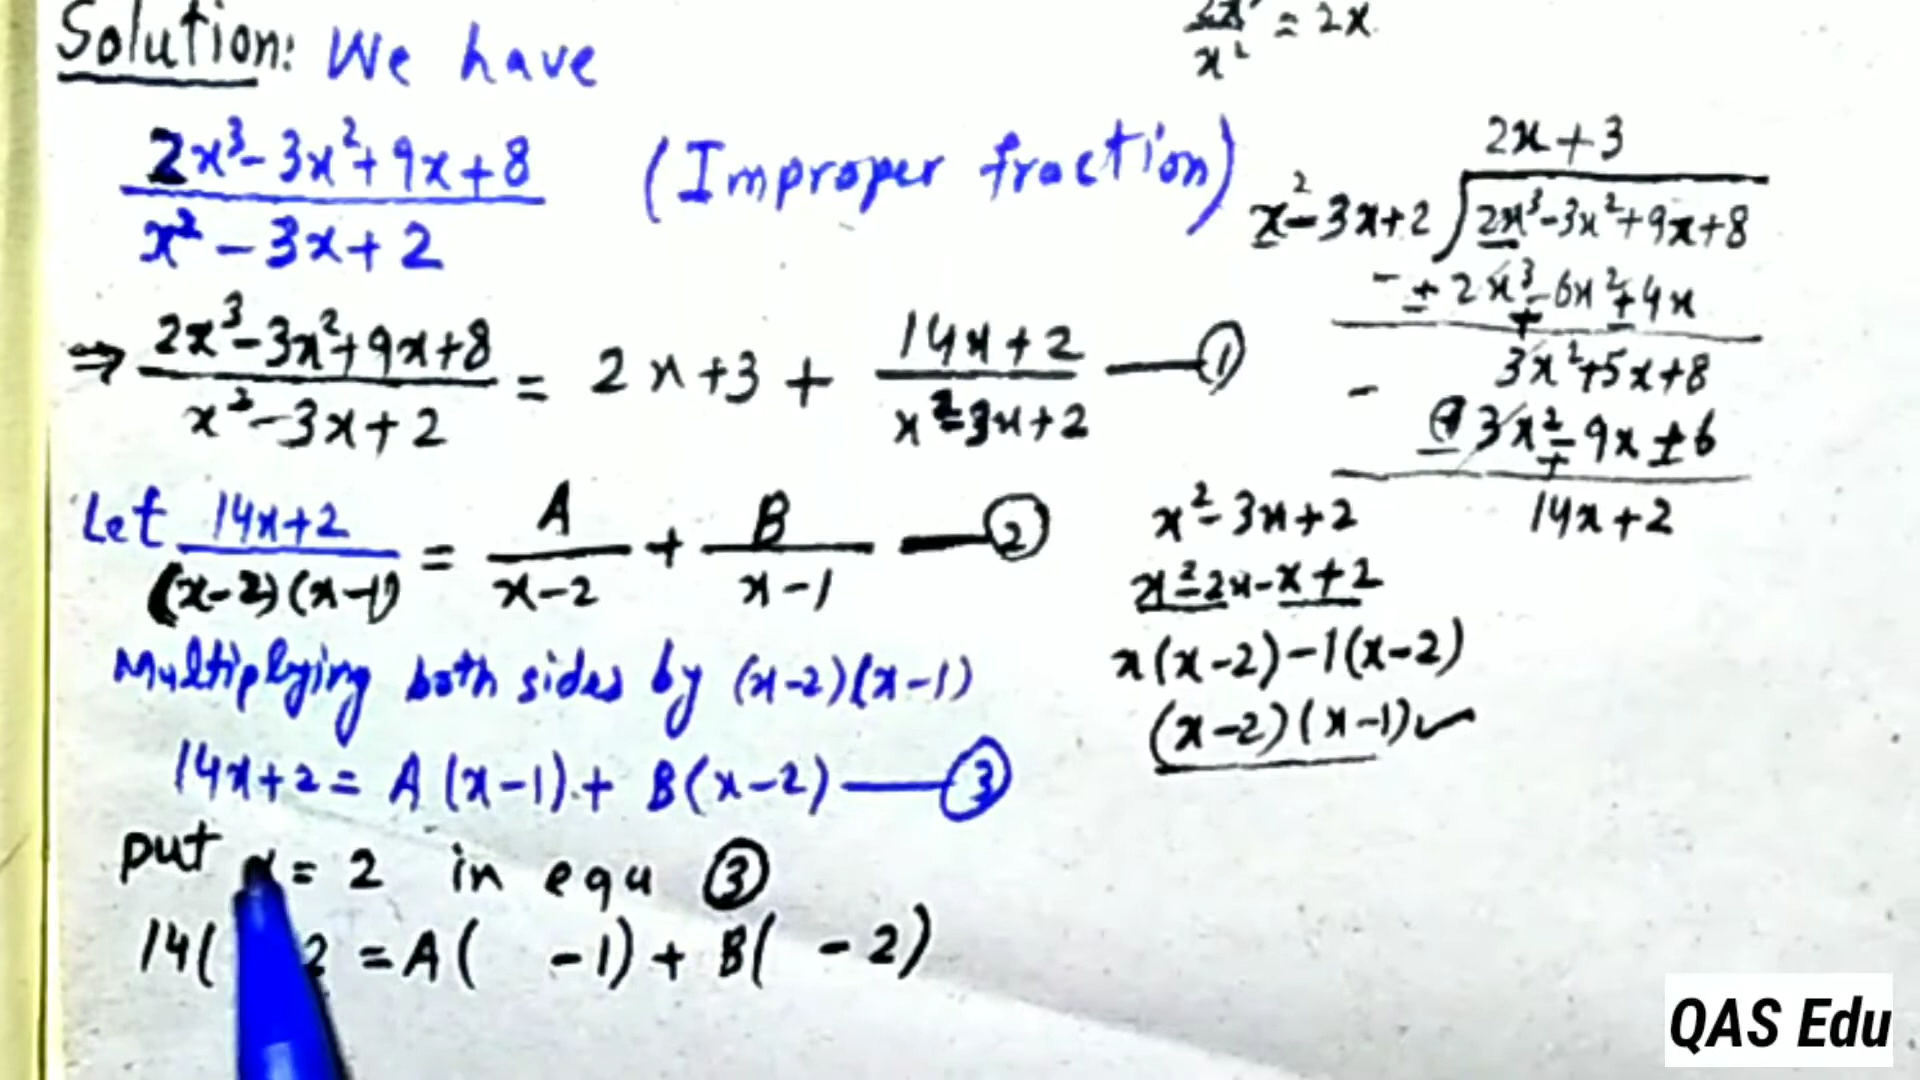 Solution: We have
2x³-3x²+9x+8 (Improper fraction)
x²-3x+2
⇒ 2x³-3x²+9x+8 = 2x+3 + 14x+2 — ①
x²-3x+2 x²-3x+2
Let 14x+2 = A + B — ②
(x-2)(x-1) x-2 x-1
Multiplying both sides by (x-2)(x-1)
14x+2 = A(x-1) + B(x-2) — ③
put x = 2 in equ ③
14( 2 = A( -1) + B( -2)
= 2x
x²
2x+3
x²-3x+2 2x³-3x²+9x+8
- ± 2x³-6x²+4x
3x²+5x+8
- 3x²-9x±6
14x+2
x²-3x+2
x²-2x-x+2
x(x-2)-1(x-2)
(x-2)(x-1)✓
QAS Edu